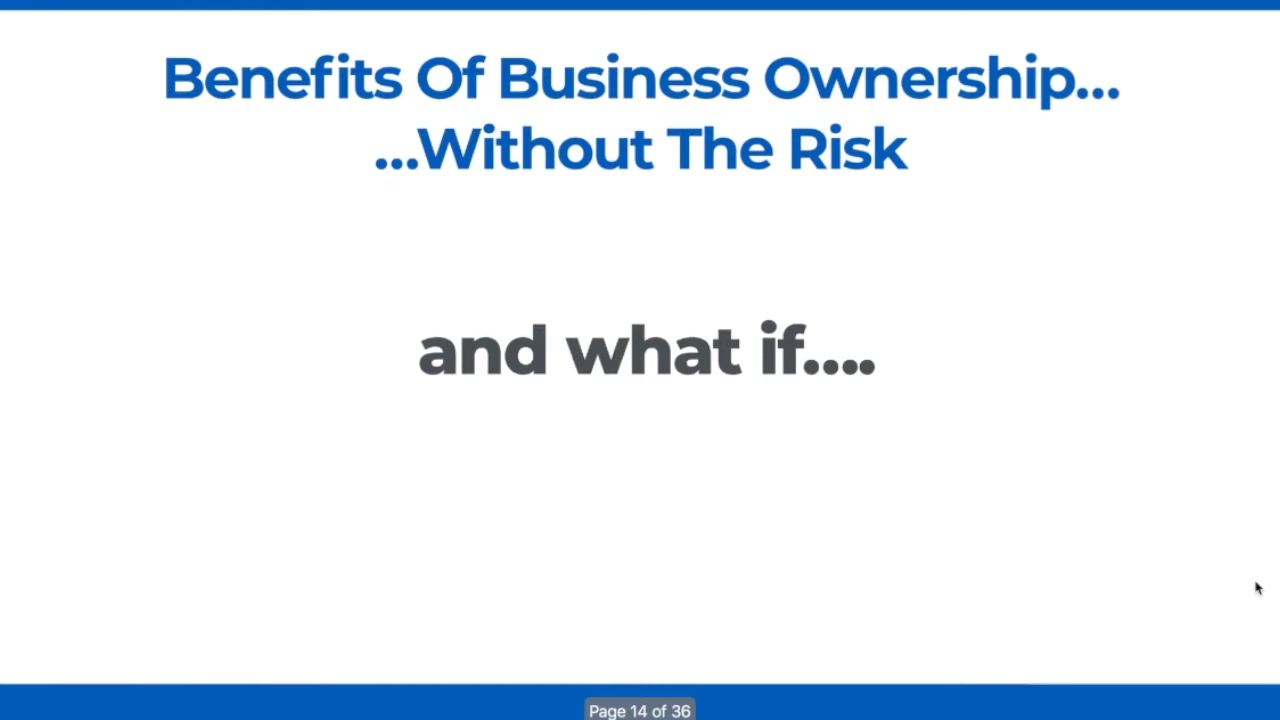 Benefits Of Business Ownership...
...Without The Risk
and what if....
Page 14 of 36